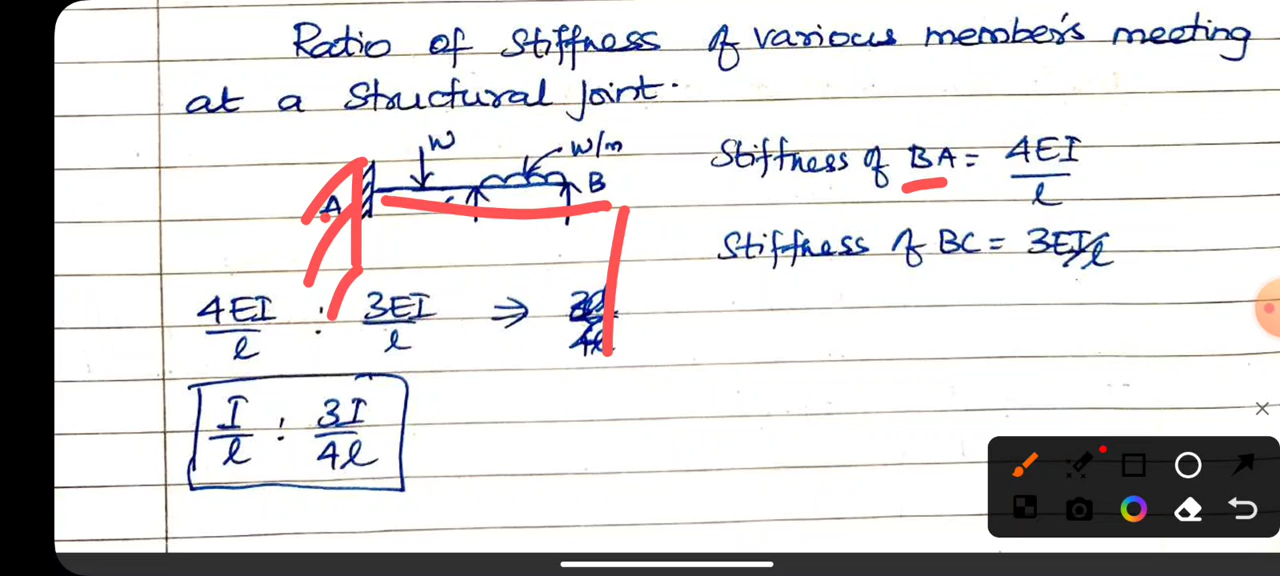 Ratio of stiffness of various member's meeting
at a structural joint.
W
W/m
A
B
Stiffness of BA = 4EI/l
Stiffness of BC = 3EI/l
4EI/l : 3EI/l ⇒
I/l : 3I/4l